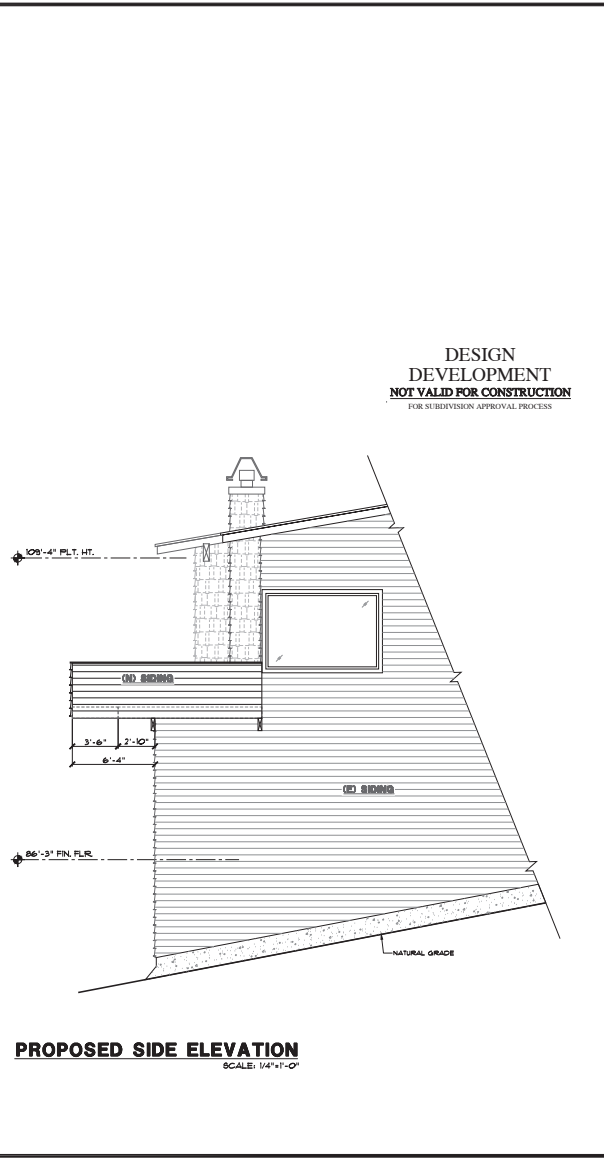 DESIGN
DEVELOPMENT
NOT VALID FOR CONSTRUCTION
FOR SUBDIVISION APPROVAL PROCESS
109'-4" PLT. HT.
(N) SIDING
3'-6"
2'-10"
6'-4"
(E) SIDING
86'-3" FIN. FLR.
NATURAL GRADE
PROPOSED SIDE ELEVATION
SCALE: 1/4"=1'-0"